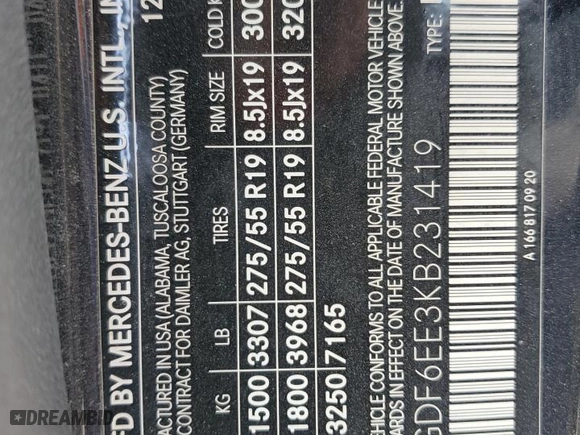 D BY MERCEDES-BENZ U.S. INTL., IN
12
ACTURED IN USA (ALABAMA, TUSCALOOSA COUNTY)
CONTRACT FOR DAIMLER AG, STUTTGART (GERMANY)
KG LB TIRES RIM SIZE COLD K
1500 3307 275/55 R19 8.5Jx19 300
1800 3968 275/55 R19 8.5Jx19 320
3250 7165
VEHICLE CONFORMS TO ALL APPLICABLE FEDERAL MOTOR VEHICLE
ARDS IN EFFECT ON THE DATE OF MANUFACTURE SHOWN ABOVE.
GDF6EE3KB231419 TYPE:
A 166 817 09 20
DREAMBID